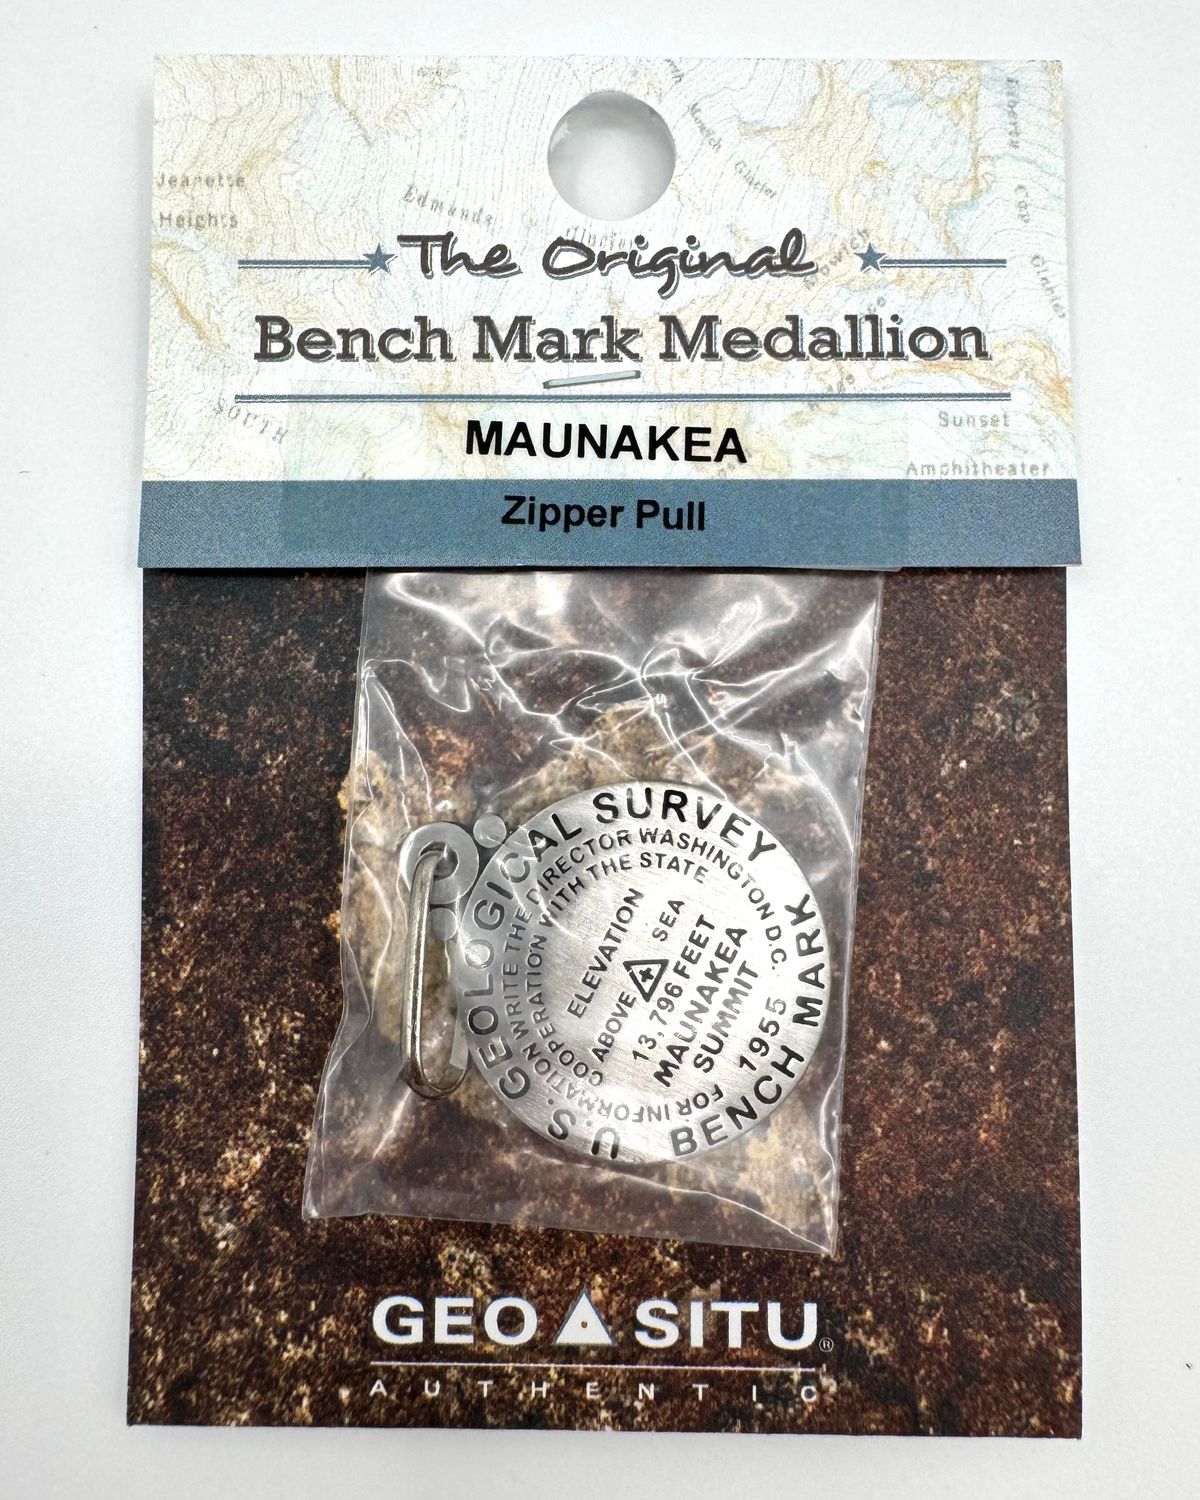 Jeanette
Heights
Edmunds
Glacier
The Original
Bench Mark Medallion
SOUTH
Sunset
Amphitheater
MAUNAKEA
Zipper Pull
U.S. GEOLOGICAL SURVEY
BENCH MARK
FOR INFORMATION WRITE THE DIRECTOR WASHINGTON D.C.
COOPERATION WITH THE STATE
ELEVATION
ABOVE SEA
13,796 FEET
MAUNAKEA
SUMMIT
1955
GEO SITU®
AUTHENTIC